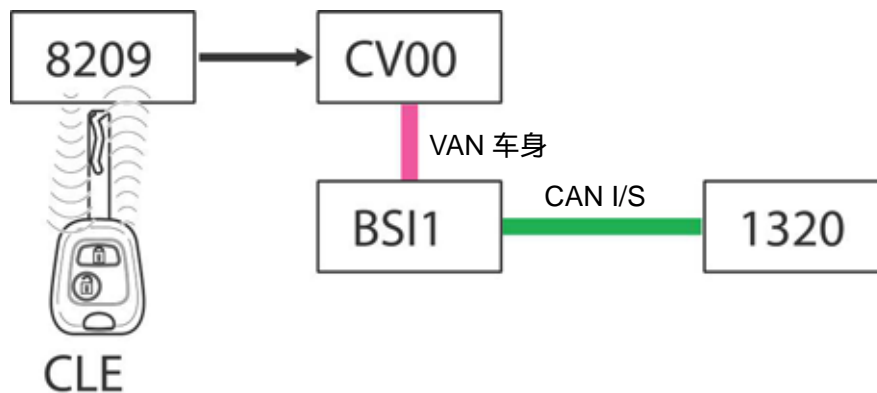 8209
CV00
VAN 车身
CAN I/S
BSI1
1320
CLE